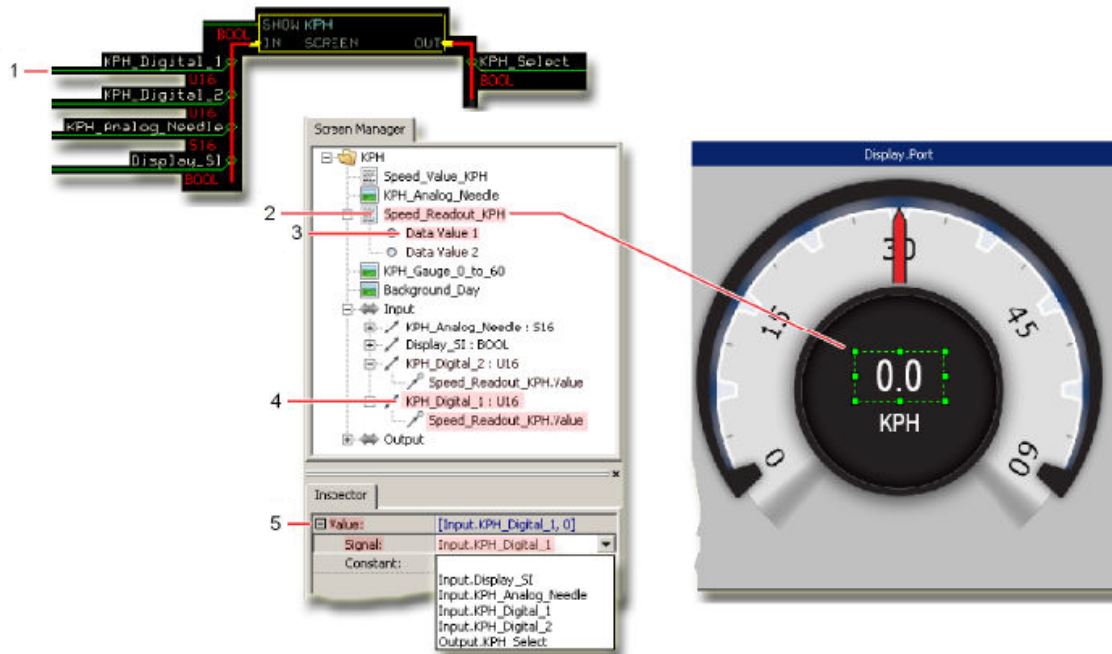 SHOW KPH
BOOL
IN SCREEN OUT
1
KPH_Digital_1
U16
KPH_Digital_2
U16
KPH_Analog_Needle
S16
Display_SI
BOOL
KPH_Select
BOOL
Screen Manager
KPH
Speed_Value_KPH
KPH_Analog_Needle
2
Speed_Readout_KPH
3
Data Value 1
Data Value 2
KPH_Gauge_0_to_60
Background_Day
Input
KPH_Analog_Needle : S16
Display_SI : BOOL
KPH_Digital_2 : U16
Speed_Readout_KPH.Value
4
KPH_Digital_1 : U16
Speed_Readout_KPH.Value
Output
Inspector
5
Value: [Input.KPH_Digital_1, 0]
Signal: Input.KPH_Digital_1
Constant:
Input.Display_SI
Input.KPH_Analog_Needle
Input.KPH_Digital_1
Input.KPH_Digital_2
Output.KPH_Select
Display.Port
0
15
30
45
60
0.0
KPH